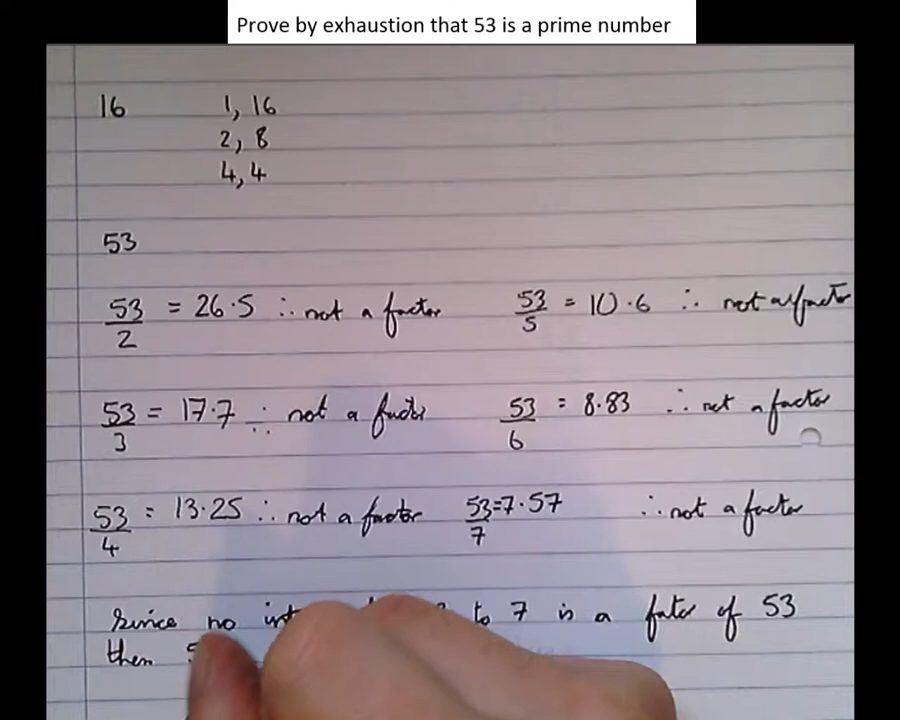 Prove by exhaustion that 53 is a prime number
16 1, 16
2, 8
4, 4
53
53/2 = 26.5 ∴ not a factor
53/5 = 10.6 ∴ not a factor
53/3 = 17.7 ∴ not a factor
53/6 = 8.83 ∴ not a factor
53/4 = 13.25 ∴ not a factor
53/7 = 7.57 ∴ not a factor
Since no to 7 is a fator of 53
then